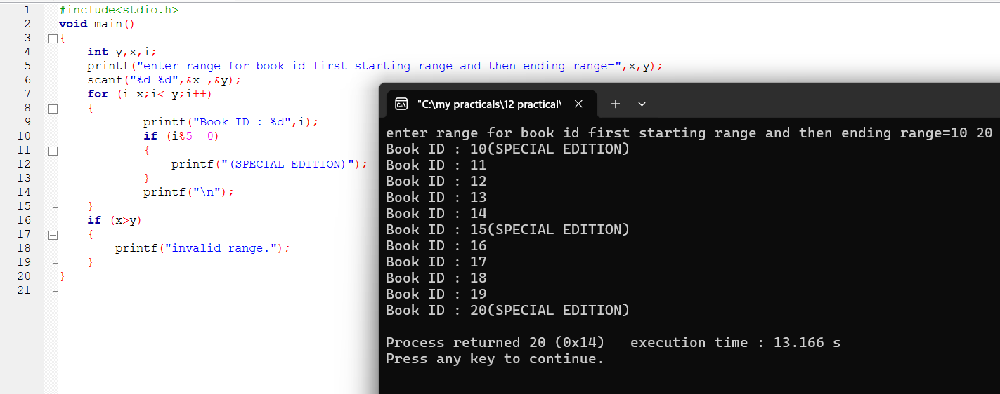 1 #include<stdio.h>
2 void main()
3 {
4 int y,x,i;
5 printf("enter range for book id first starting range and then ending range=",x,y);
6 scanf("%d %d",&x ,&y);
7 for (i=x;i<=y;i++)
8 {
9 printf("Book ID : %d",i);
10 if (i%5==0)
11 {
12 printf("(SPECIAL EDITION)");
13 }
14 printf("\n");
15 }
16 if (x>y)
17 {
18 printf("invalid range.");
19 }
20 }
21
"C:\my practicals\12 practical\
enter range for book id first starting range and then ending range=10 20
Book ID : 10(SPECIAL EDITION)
Book ID : 11
Book ID : 12
Book ID : 13
Book ID : 14
Book ID : 15(SPECIAL EDITION)
Book ID : 16
Book ID : 17
Book ID : 18
Book ID : 19
Book ID : 20(SPECIAL EDITION)
Process returned 20 (0x14) execution time : 13.166 s
Press any key to continue.